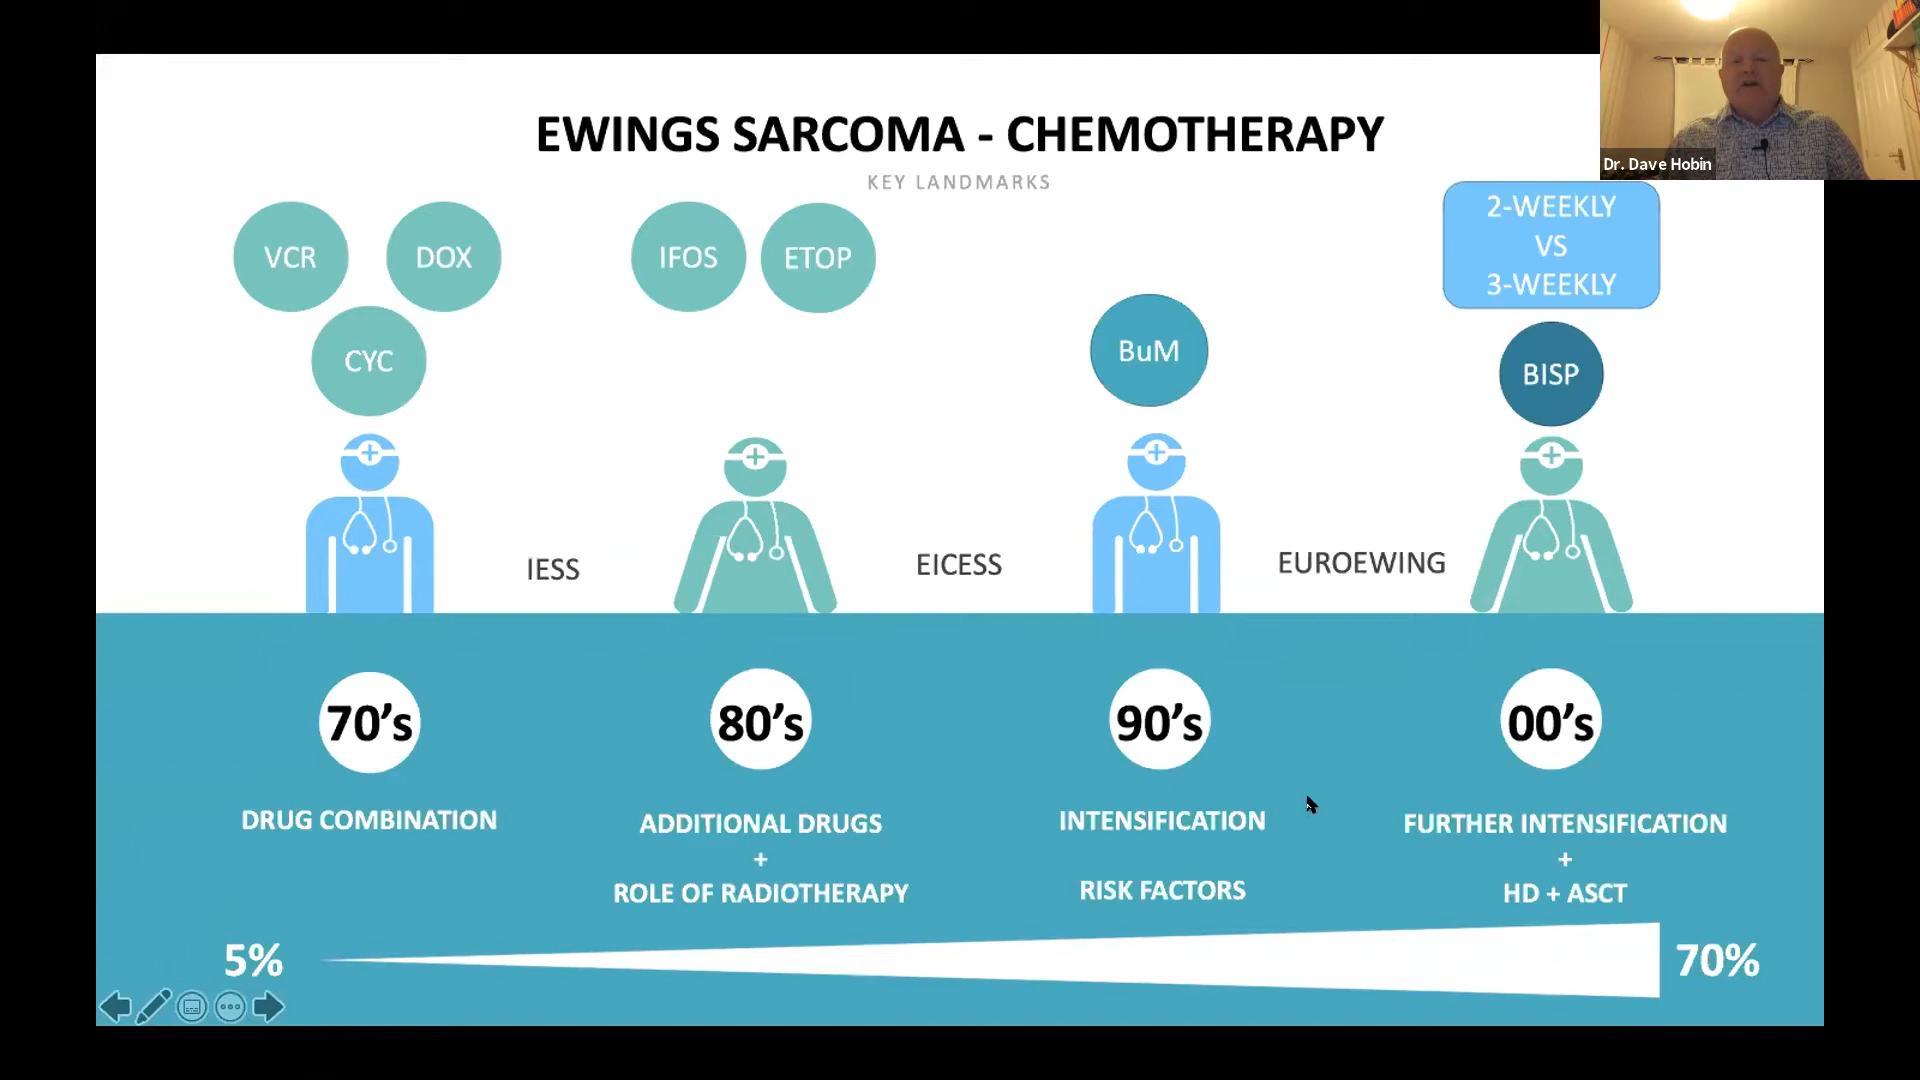 EWINGS SARCOMA - CHEMOTHERAPY
KEY LANDMARKS
Dr. Dave Hobin
VCR
DOX
CYC
IFOS
ETOP
BuM
2-WEEKLY
VS
3-WEEKLY
BISP
IESS
EICESS
EUROEWING
70's
80's
90's
00's
DRUG COMBINATION
ADDITIONAL DRUGS
+
ROLE OF RADIOTHERAPY
INTENSIFICATION
RISK FACTORS
FURTHER INTENSIFICATION
+
HD + ASCT
5%
70%